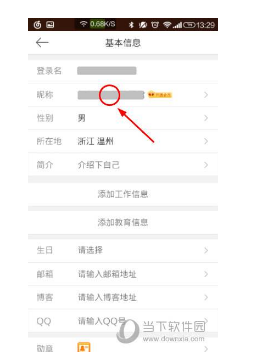 0.68K/S 13:29
基本信息
登录名
昵称
性别 男
所在地 浙江 温州
简介 介绍下自己
添加工作信息
添加教育信息
生日 请选择
邮箱 请输入邮箱地址
博客 请输入博客地址
QQ 请输入QQ号
勋章
当下软件园
www.downxia.com